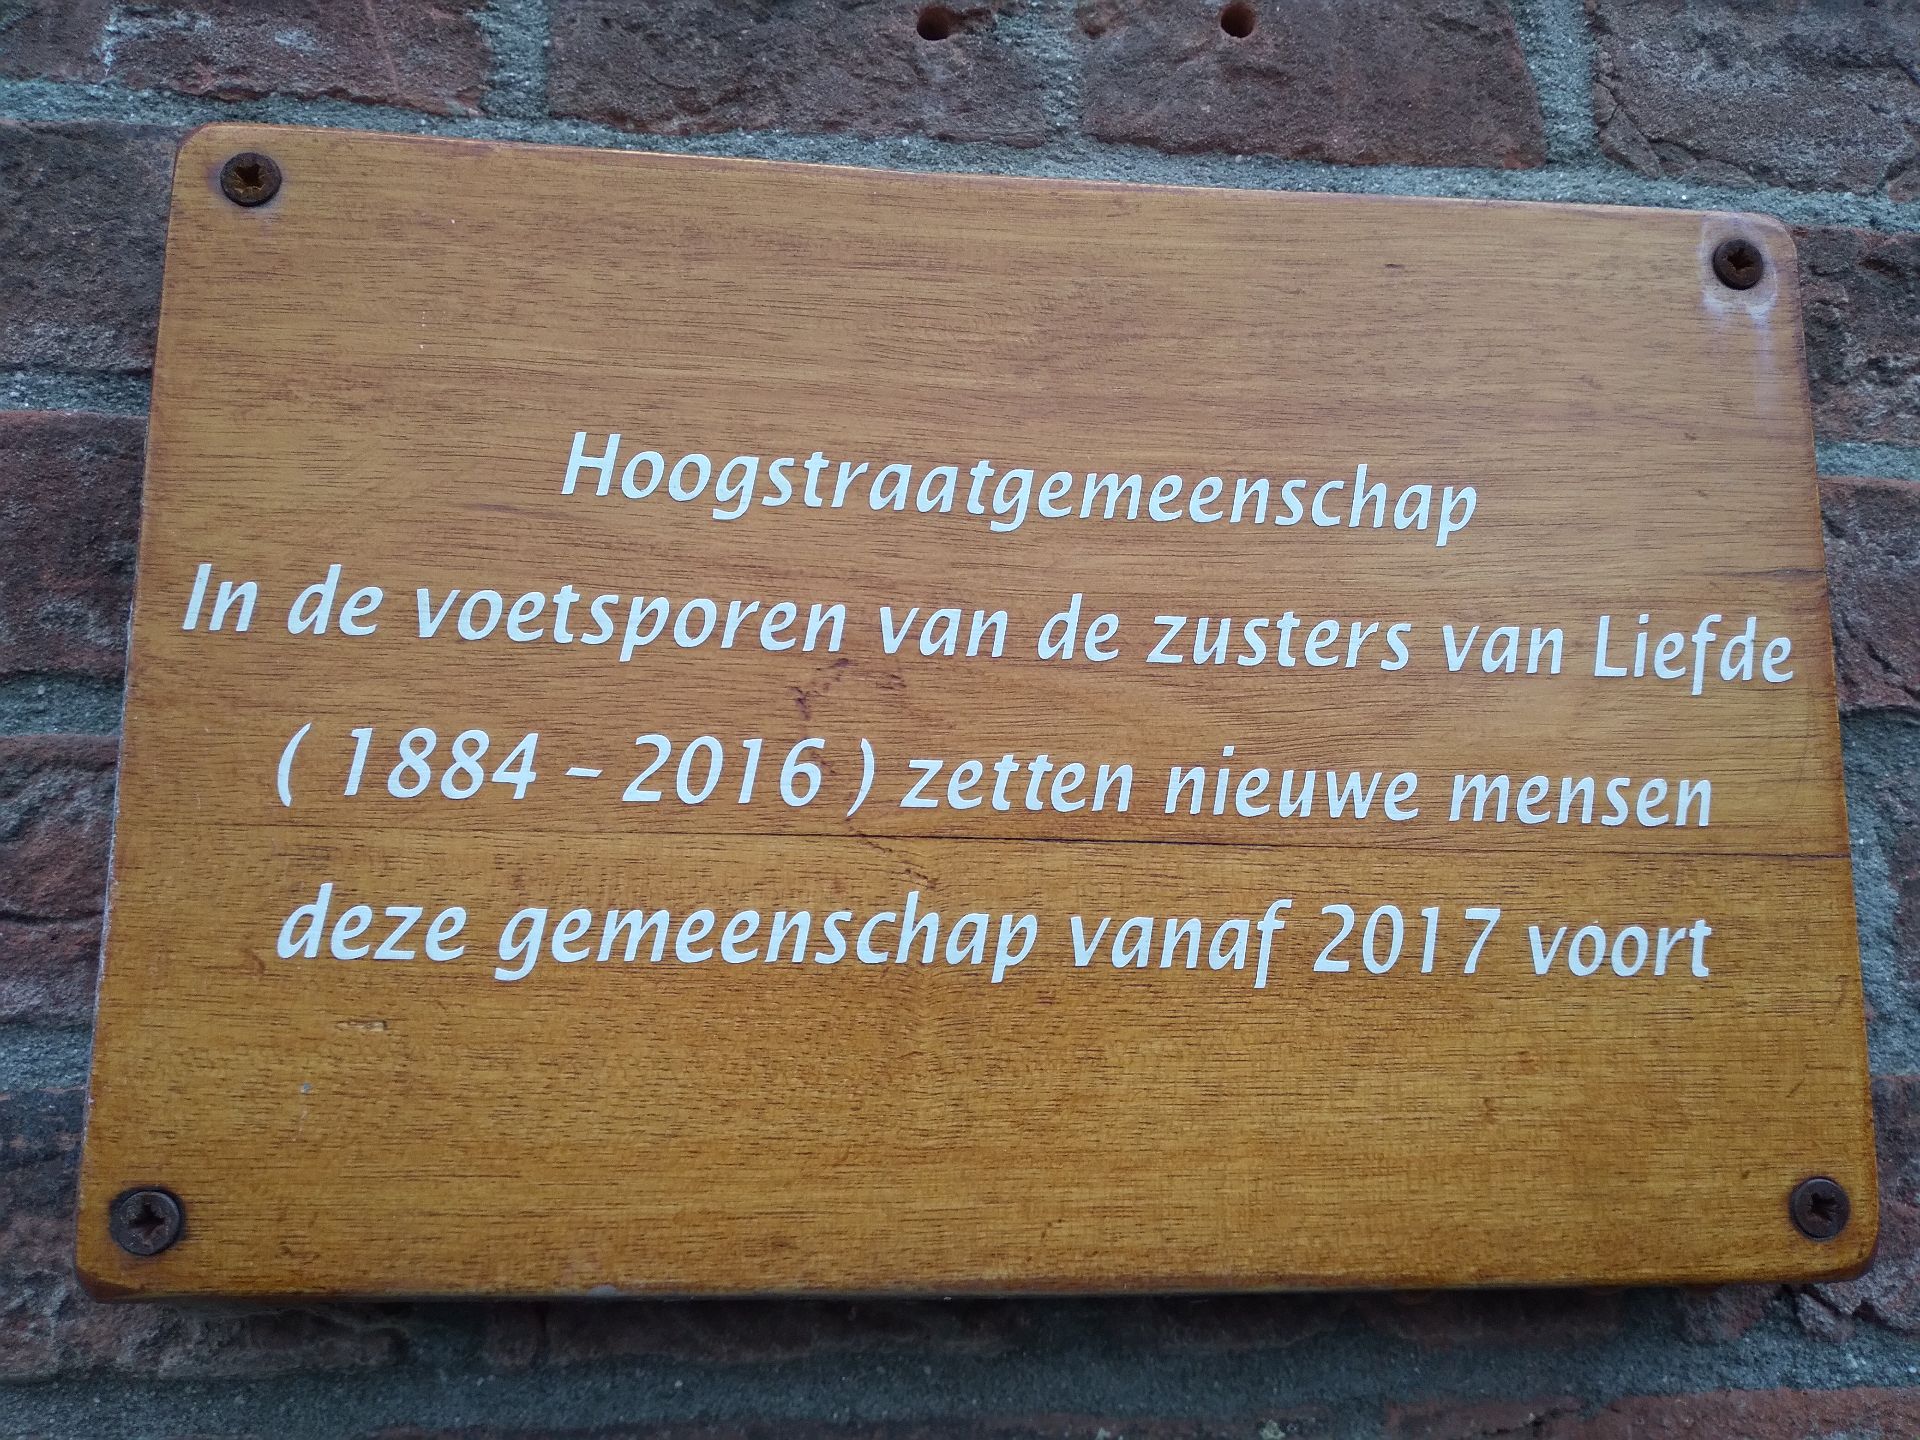 Hoogstraatgemeenschap
In de voetsporen van de zusters van Liefde
( 1884 - 2016 ) zetten nieuwe mensen
deze gemeenschap vanaf 2017 voort